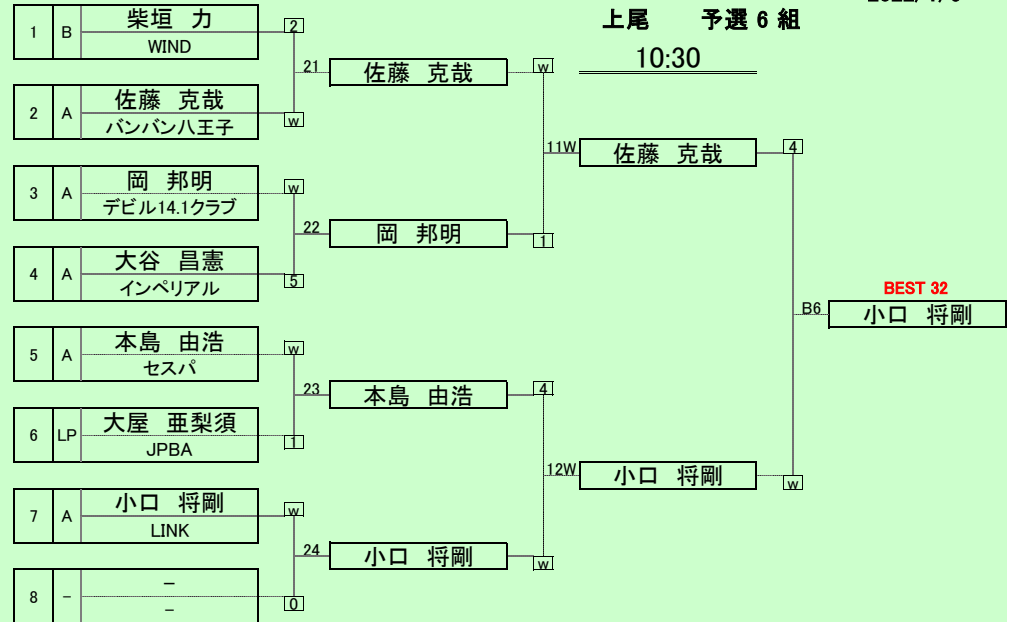 上尾 予選 6 組
10:30
1 B 柴垣 力 2
WIND
21 佐藤 克哉 w
2 A 佐藤 克哉 w
バンバン八王子
11W 佐藤 克哉 4
3 A 岡 邦明 w
デビル14.1クラブ
22 岡 邦明 1
4 A 大谷 昌憲 5
インペリアル
BEST 32
B6 小口 将剛
5 A 本島 由浩 w
セスパ
23 本島 由浩 4
6 LP 大屋 亜梨須 1
JPBA
12W 小口 将剛 w
7 A 小口 将剛 w
LINK
24 小口 将剛 w
8 - - 0
-